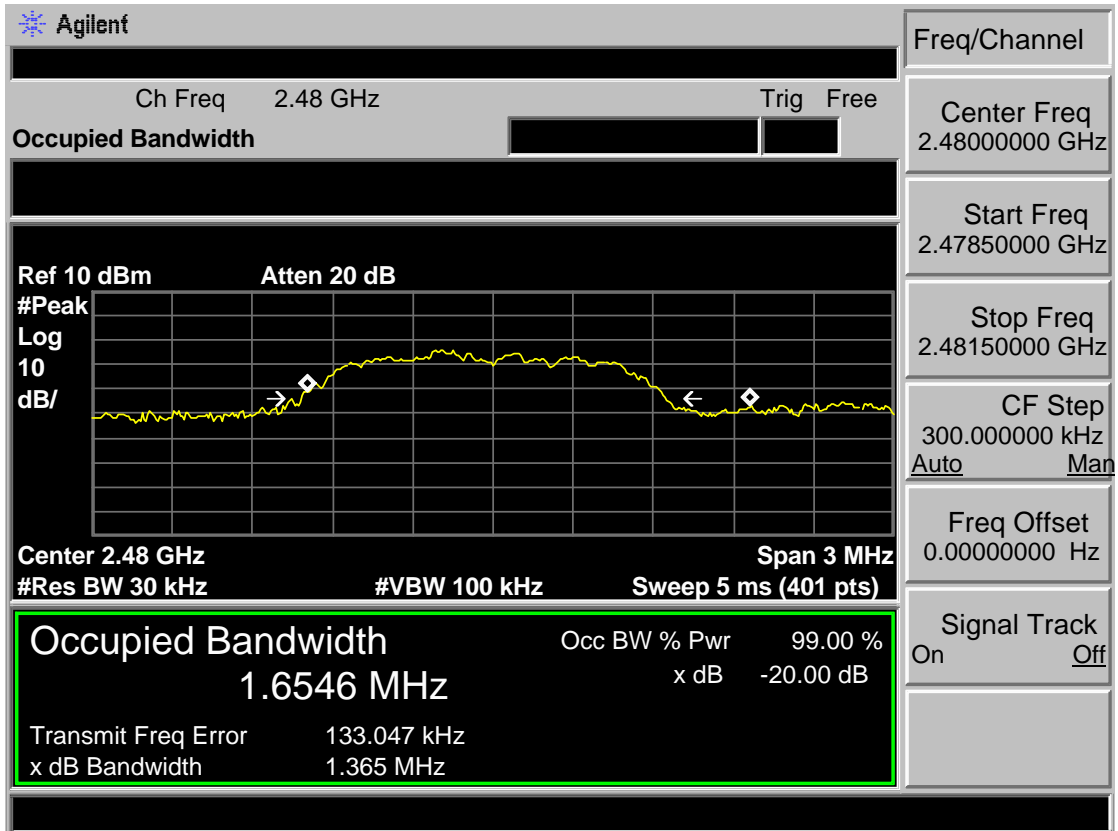 Agilent
Freq/Channel
Ch Freq 2.48 GHz Trig Free
Occupied Bandwidth
Center Freq
2.48000000 GHz
Start Freq
2.47850000 GHz
Stop Freq
2.48150000 GHz
CF Step
300.000000 kHz
Auto Man
Freq Offset
0.00000000 Hz
Signal Track
On Off
Ref 10 dBm Atten 20 dB
#Peak
Log
10
dB/
Center 2.48 GHz Span 3 MHz
#Res BW 30 kHz #VBW 100 kHz Sweep 5 ms (401 pts)
Occupied Bandwidth
1.6546 MHz
Occ BW % Pwr 99.00 %
x dB -20.00 dB
Transmit Freq Error 133.047 kHz
x dB Bandwidth 1.365 MHz